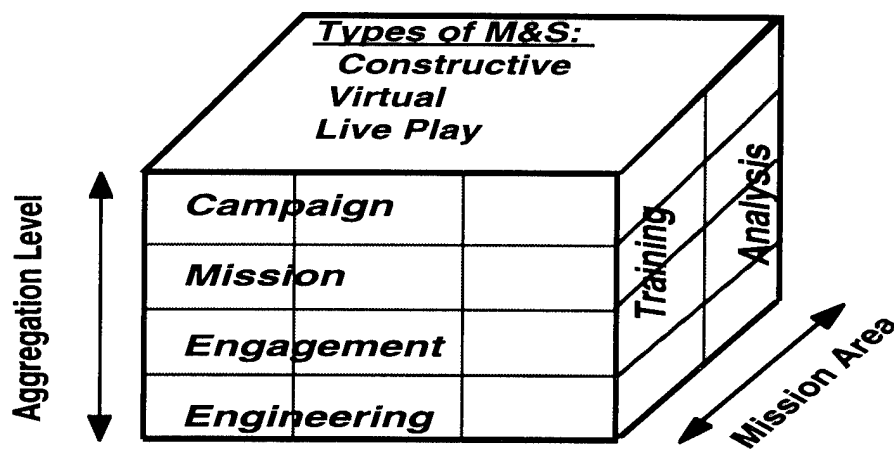 Types of M&S:
Constructive
Virtual
Live Play
Campaign
Mission
Engagement
Engineering
Aggregation Level
Training
Analysis
Mission Area